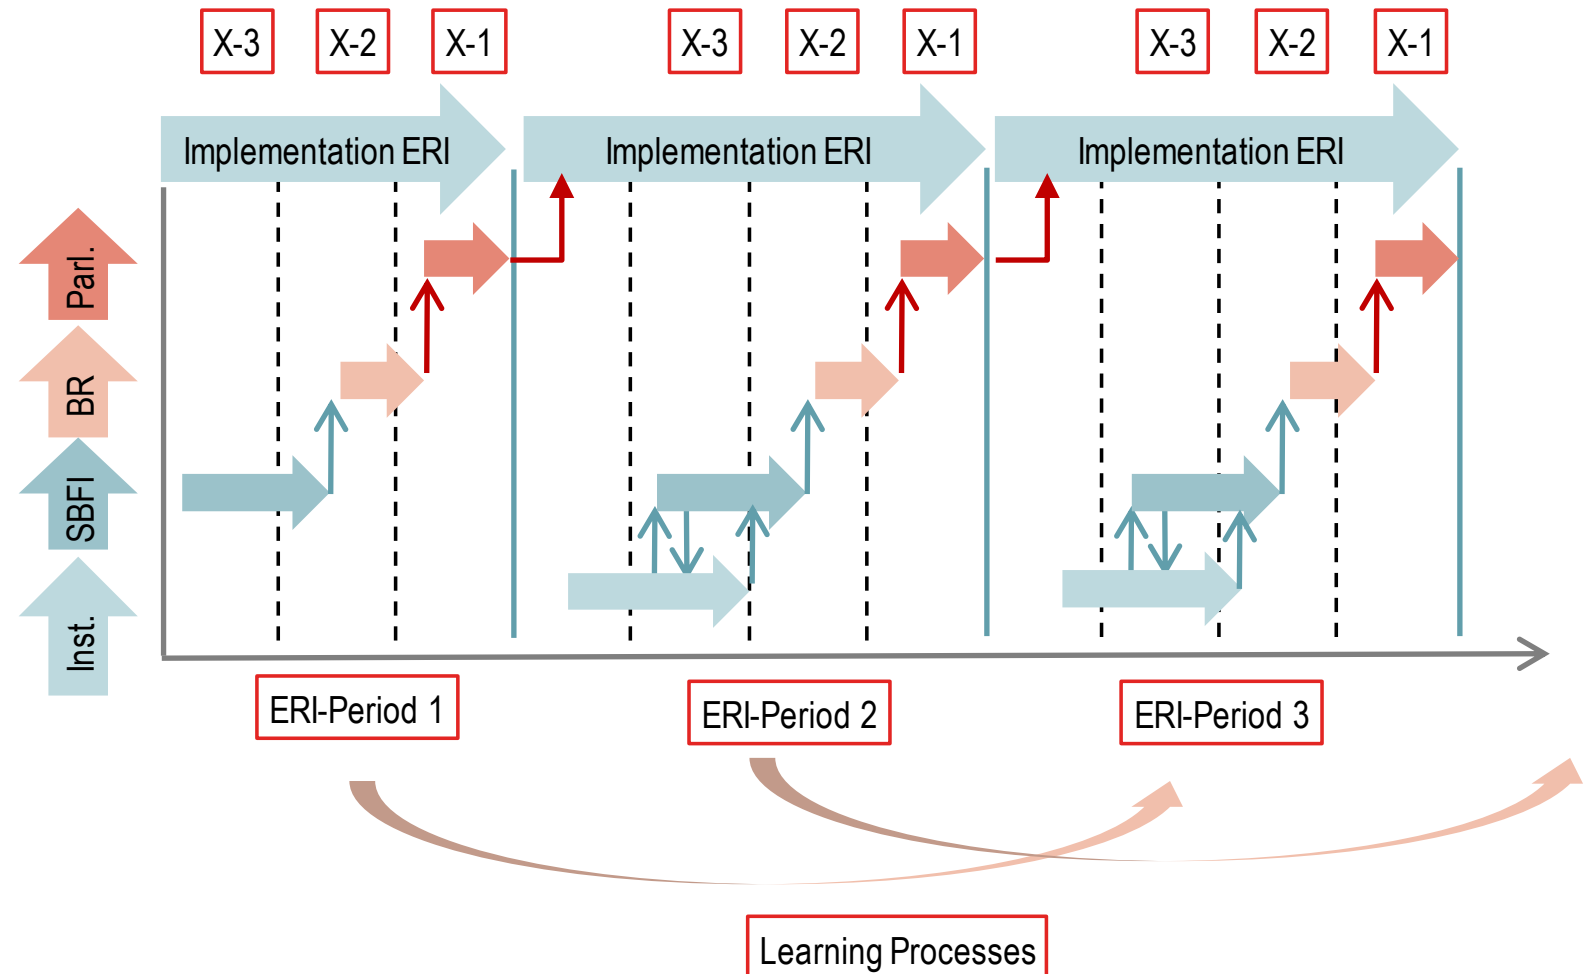 X-3
X-2
X-1
X-3
X-2
X-1
X-3
X-2
X-1
Implementation ERI
Implementation ERI
Implementation ERI
Parl.
BR
SBFI
Inst.
ERI-Period 1
ERI-Period 2
ERI-Period 3
Learning Processes